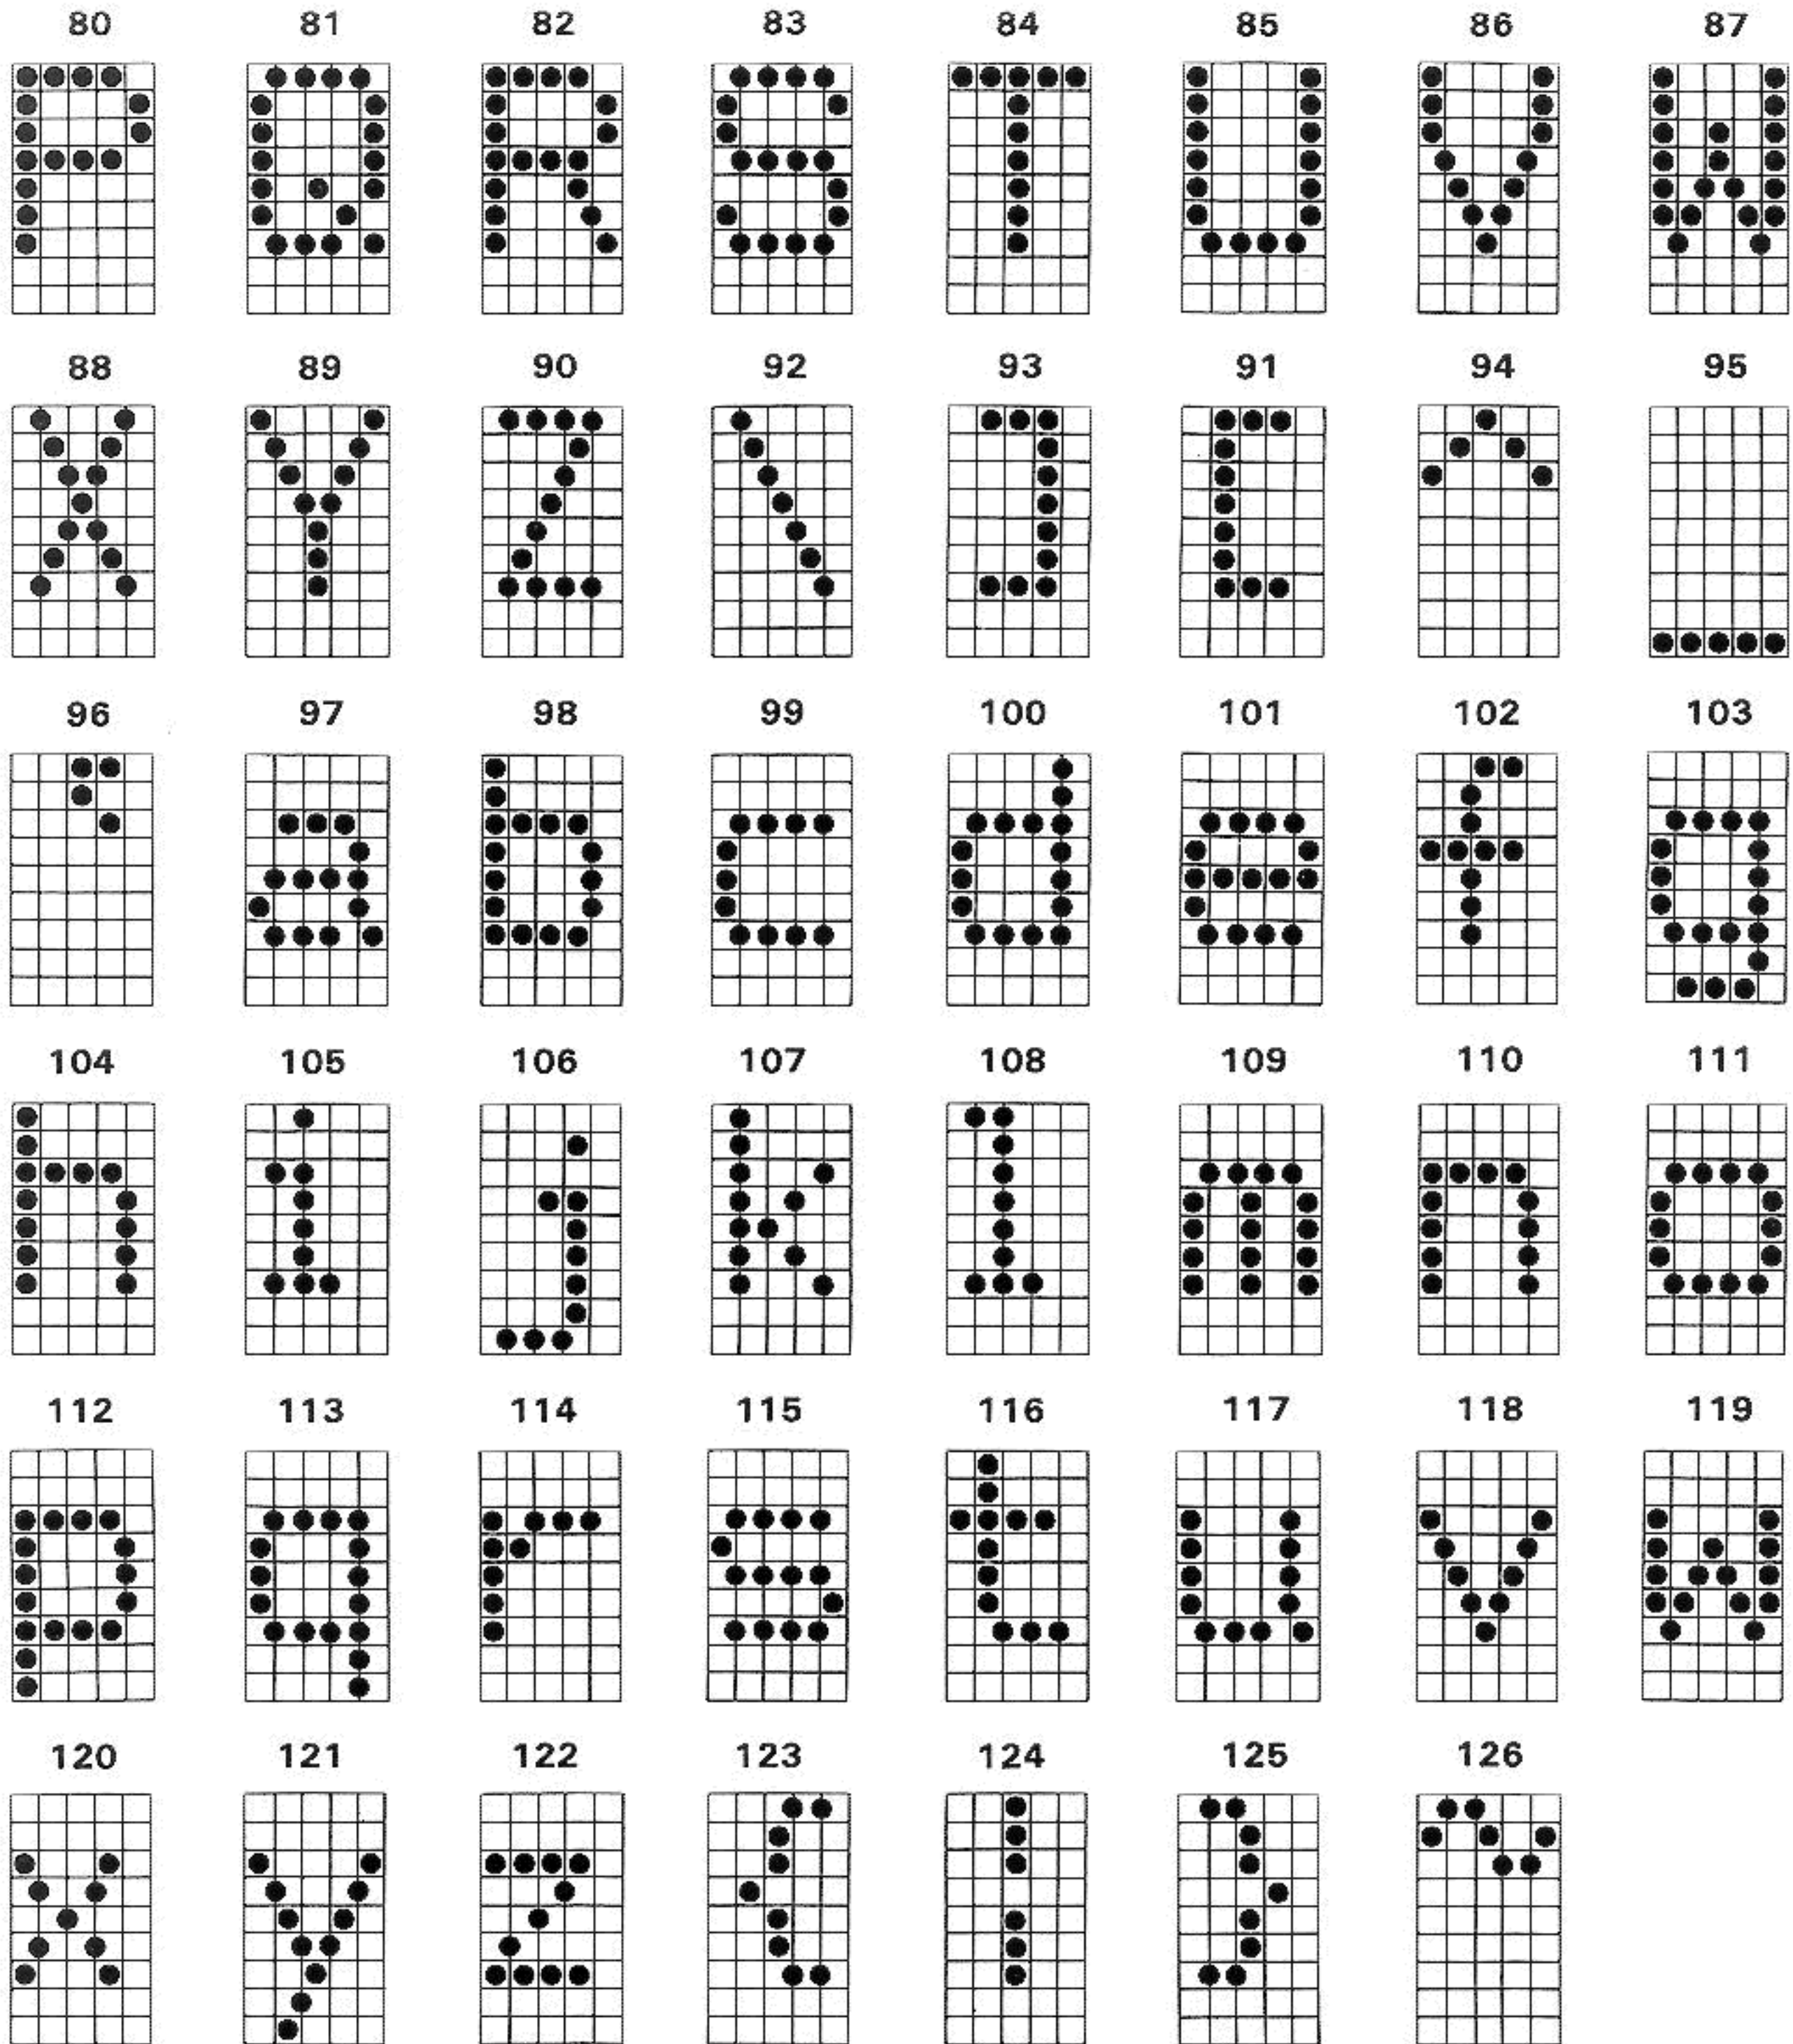 80 81 82 83 84 85 86 87
P Q R S T U V W
88 89 90 92 93 91 94 95
X Y Z \ ] [ ^ _
96 97 98 99 100 101 102 103
` a b c d e f g
104 105 106 107 108 109 110 111
h i j k l m n o
112 113 114 115 116 117 118 119
p q r s t u v w
120 121 122 123 124 125 126
x y z { | } ~